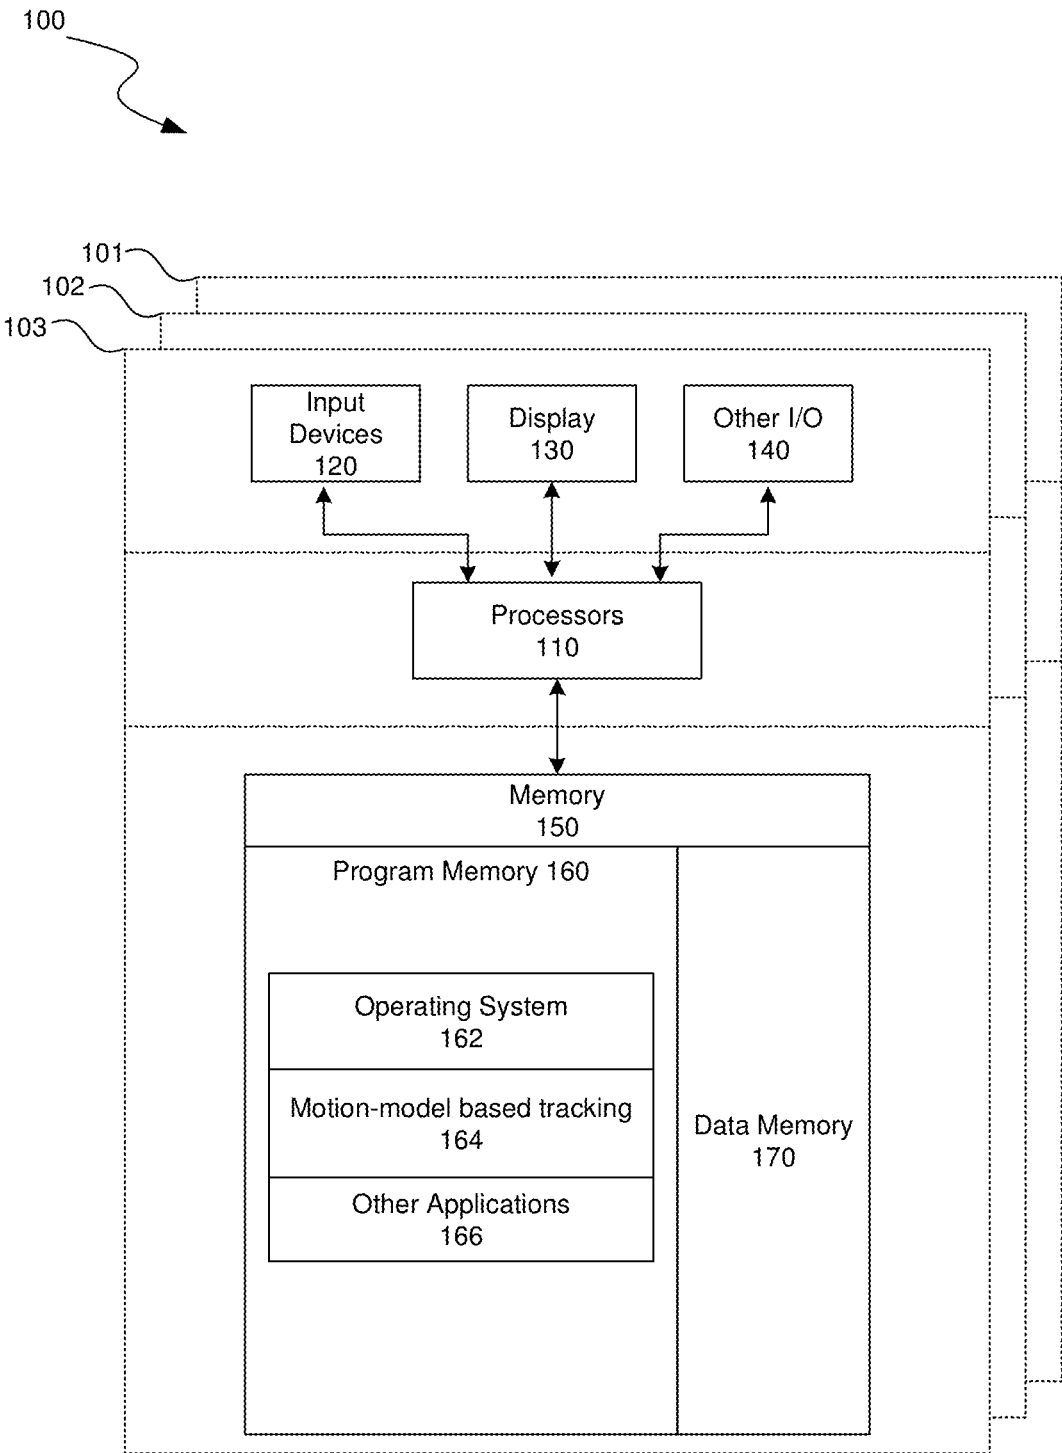 100
101
102
103
Input
Devices
120
Display
130
Other I/O
140
Processors
110
Memory
150
Program Memory 160
Operating System
162
Motion-model based tracking
164
Other Applications
166
Data Memory
170